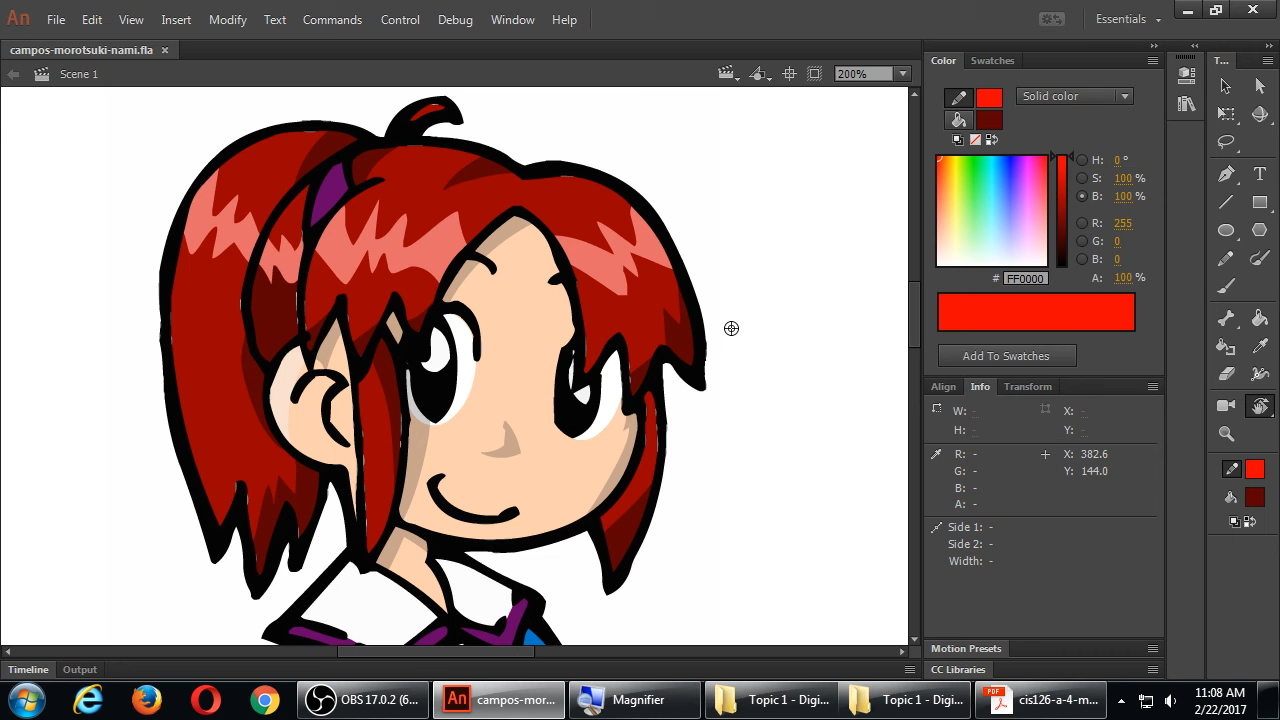 An File Edit View Insert Modify Text Commands Control Debug Window Help Essentials
campos-morotsuki-nami.fla ×
Scene 1 200%
Color Swatches
T...
Solid color
H: 0 °
S: 100 %
B: 100 %
R: 255
G: 0
B: 0
A: 100 %
# FF0000
Add To Swatches
Align Info Transform
W: - X: -
H: - Y: -
R: - X: 382.6
G: - Y: 144.0
B: -
A: -
Side 1: -
Side 2: -
Width: -
Motion Presets
CC Libraries
Timeline Output
OBS 17.0.2 (6... An campos-mor... Magnifier Topic 1 - Digi... Topic 1 - Digi... PDF cis126-a-4-m... 11:08 AM
2/22/2017